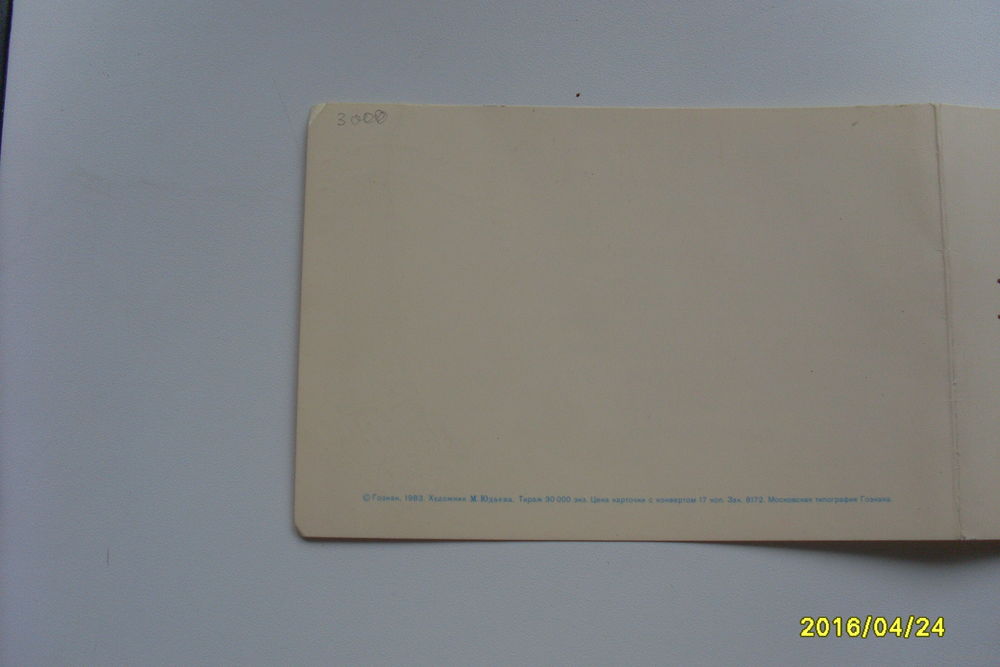 3000
© Гознак, 1983. Художник М. Юдаева. Тираж 30 000 экз. Цена карточки с конвертом 17 коп. Зак. 8172. Московская типография Гознака.
2016/04/24